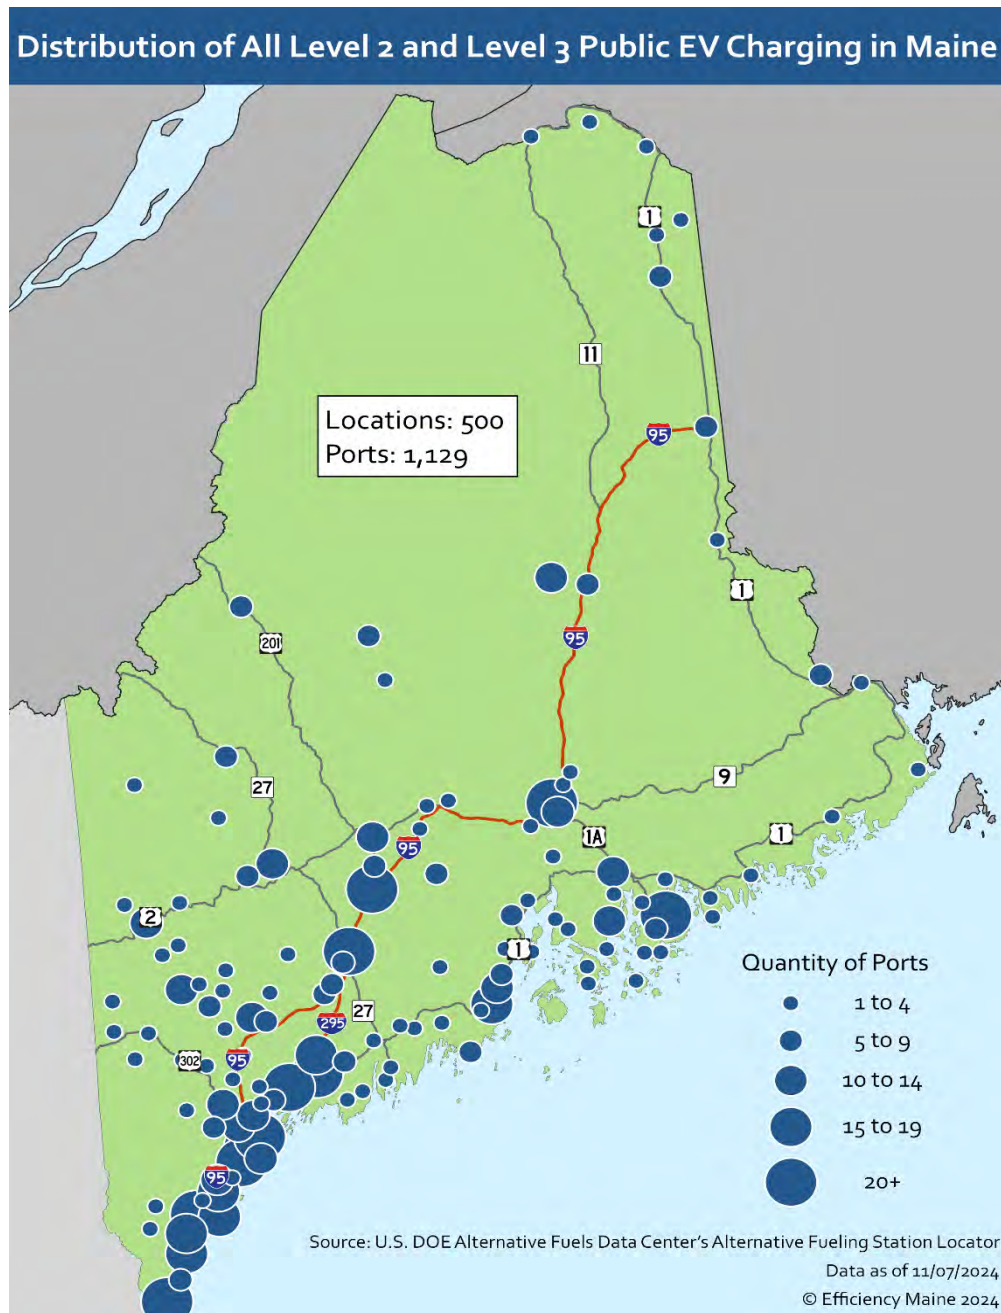 Distribution of All Level 2 and Level 3 Public EV Charging in Maine
1
11
Locations: 500
Ports: 1,129
95
1
95
201
27
9
1A
1
95
2
1
Quantity of Ports
1 to 4
27
295
5 to 9
302
95
10 to 14
15 to 19
95
20+
Source: U.S. DOE Alternative Fuels Data Center's Alternative Fueling Station Locator
Data as of 11/07/2024
© Efficiency Maine 2024